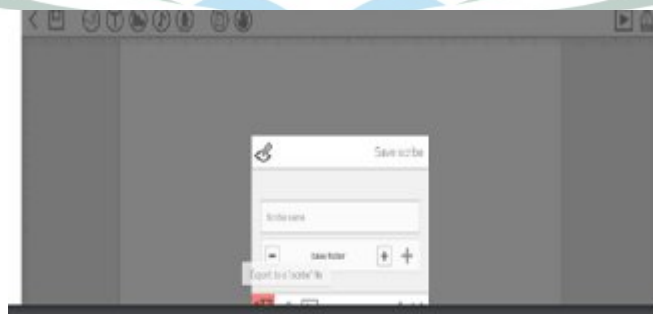 Save scribe
Scribe name
Save folder
Export to a "scribe" file